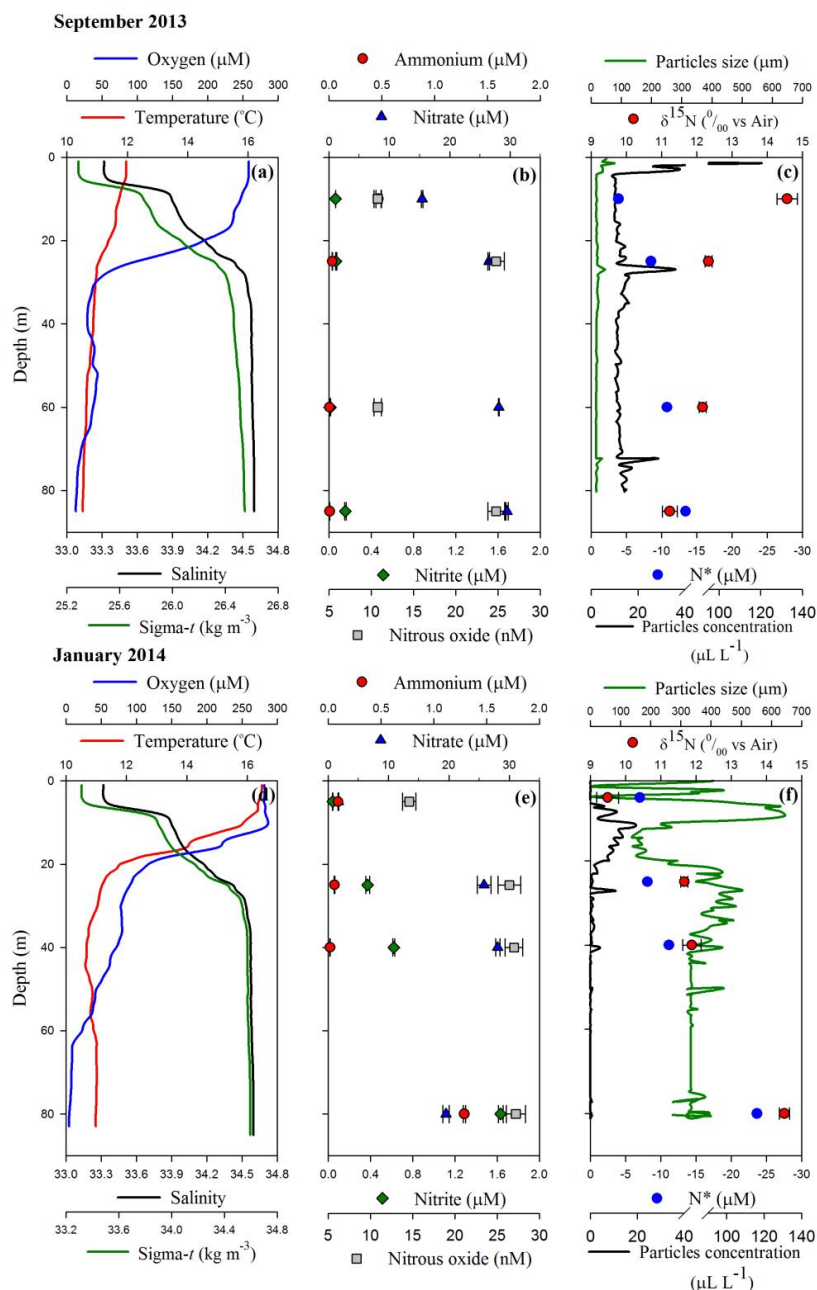 September 2013
Oxygen (μM)
0 50 100 150 200 250 300
Temperature (°C)
10 12 14 16
Ammonium (μM)
0.0 0.4 0.8 1.2 1.6 2.0
Nitrate (μM)
0 10 20 30
Particles size (μm)
0 100 200 300 400 500 600 700
δ15N (0/00 vs Air)
9 10 11 12 13 14 15
(a)
(b)
(c)
Depth (m)
0
20
40
60
80
33.0 33.3 33.6 33.9 34.2 34.5 34.8
Salinity
25.2 25.6 26.0 26.4 26.8
Sigma-t (kg m-3)
0.0 0.4 0.8 1.2 1.6 2.0
Nitrite (μM)
5 10 15 20 25 30
Nitrous oxide (nM)
0 -5 -10 -15 -20 -25 -30
N* (μM)
0 20 40 100 120 140
Particles concentration
(μL L-1)
January 2014
Oxygen (μM)
0 50 100 150 200 250 300
Temperature (°C)
10 12 14 16
Ammonium (μM)
0.0 0.4 0.8 1.2 1.6 2.0
Nitrate (μM)
0 10 20 30
Particles size (μm)
0 100 200 300 400 500 600 700
δ15N (0/00 vs Air)
9 10 11 12 13 14 15
(d)
(e)
(f)
Depth (m)
0
20
40
60
80
33.0 33.3 33.6 33.9 34.2 34.5 34.8
Salinity
33.2 33.6 34.0 34.4 34.8
Sigma-t (kg m-3)
0.0 0.4 0.8 1.2 1.6 2.0
Nitrite (μM)
5 10 15 20 25 30
Nitrous oxide (nM)
0 -5 -10 -15 -20 -25 -30
N* (μM)
0 20 40 100 120 140
Particles concentration
(μL L-1)